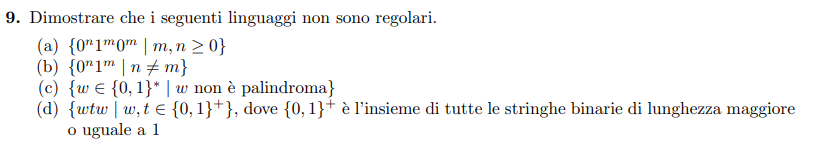 9. Dimostrare che i seguenti linguaggi non sono regolari.
(a) {0ⁿ1ᵐ0ᵐ | m, n ≥ 0}
(b) {0ⁿ1ᵐ | n ≠ m}
(c) {w ∈ {0, 1}* | w non è palindroma}
(d) {wtw | w, t ∈ {0, 1}⁺}, dove {0, 1}⁺ è l'insieme di tutte le stringhe binarie di lunghezza maggiore
o uguale a 1